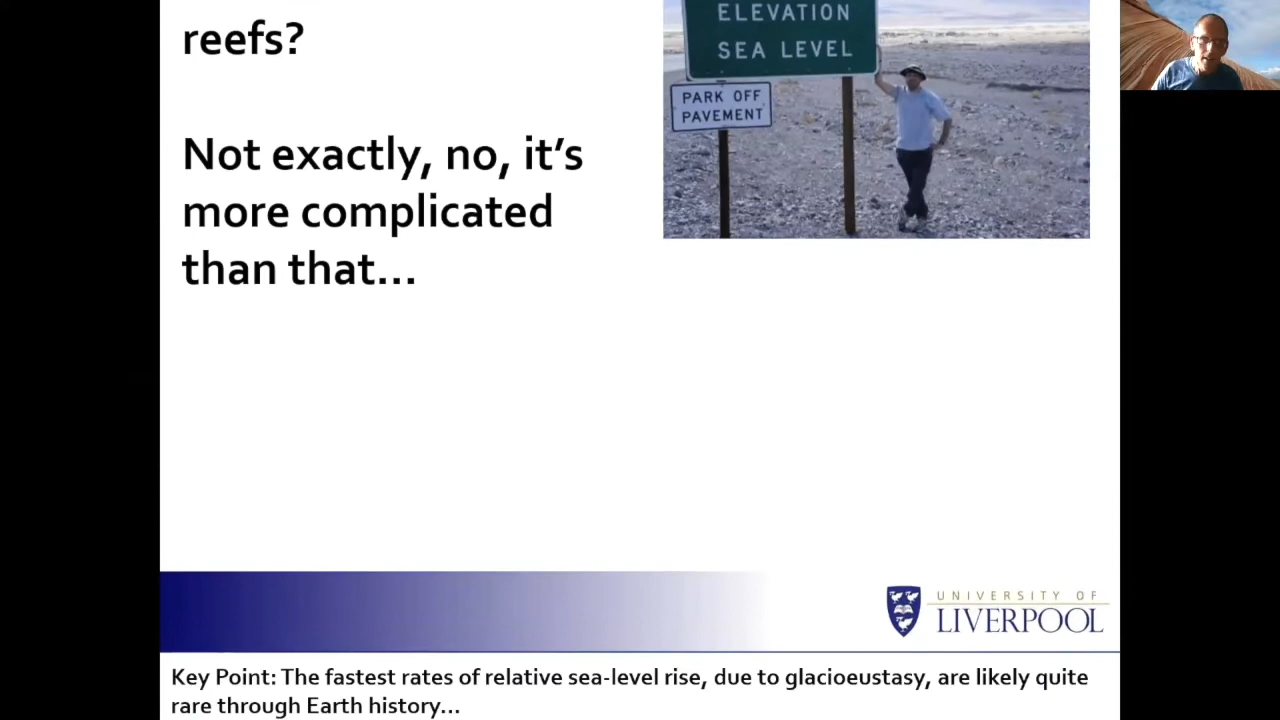 reefs?
Not exactly, no, it’s
more complicated
than that…
ELEVATION
SEA LEVEL
PARK OFF
PAVEMENT
UNIVERSITY OF
LIVERPOOL
Key Point: The fastest rates of relative sea-level rise, due to glacioeustasy, are likely quite
rare through Earth history…